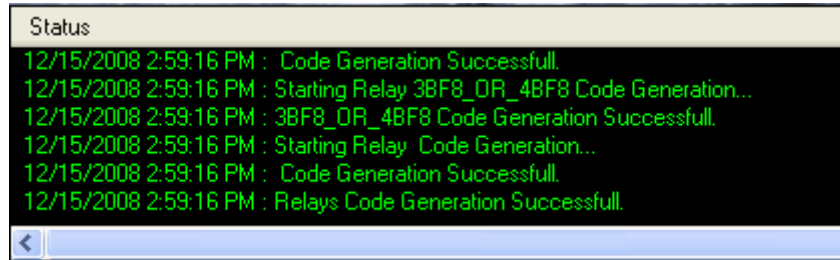 Status
12/15/2008 2:59:16 PM :  Code Generation Successfull.
12/15/2008 2:59:16 PM : Starting Relay 3BF8_OR_4BF8 Code Generation...
12/15/2008 2:59:16 PM : 3BF8_OR_4BF8 Code Generation Successfull.
12/15/2008 2:59:16 PM : Starting Relay  Code Generation...
12/15/2008 2:59:16 PM :  Code Generation Successfull.
12/15/2008 2:59:16 PM : Relays Code Generation Successfull.